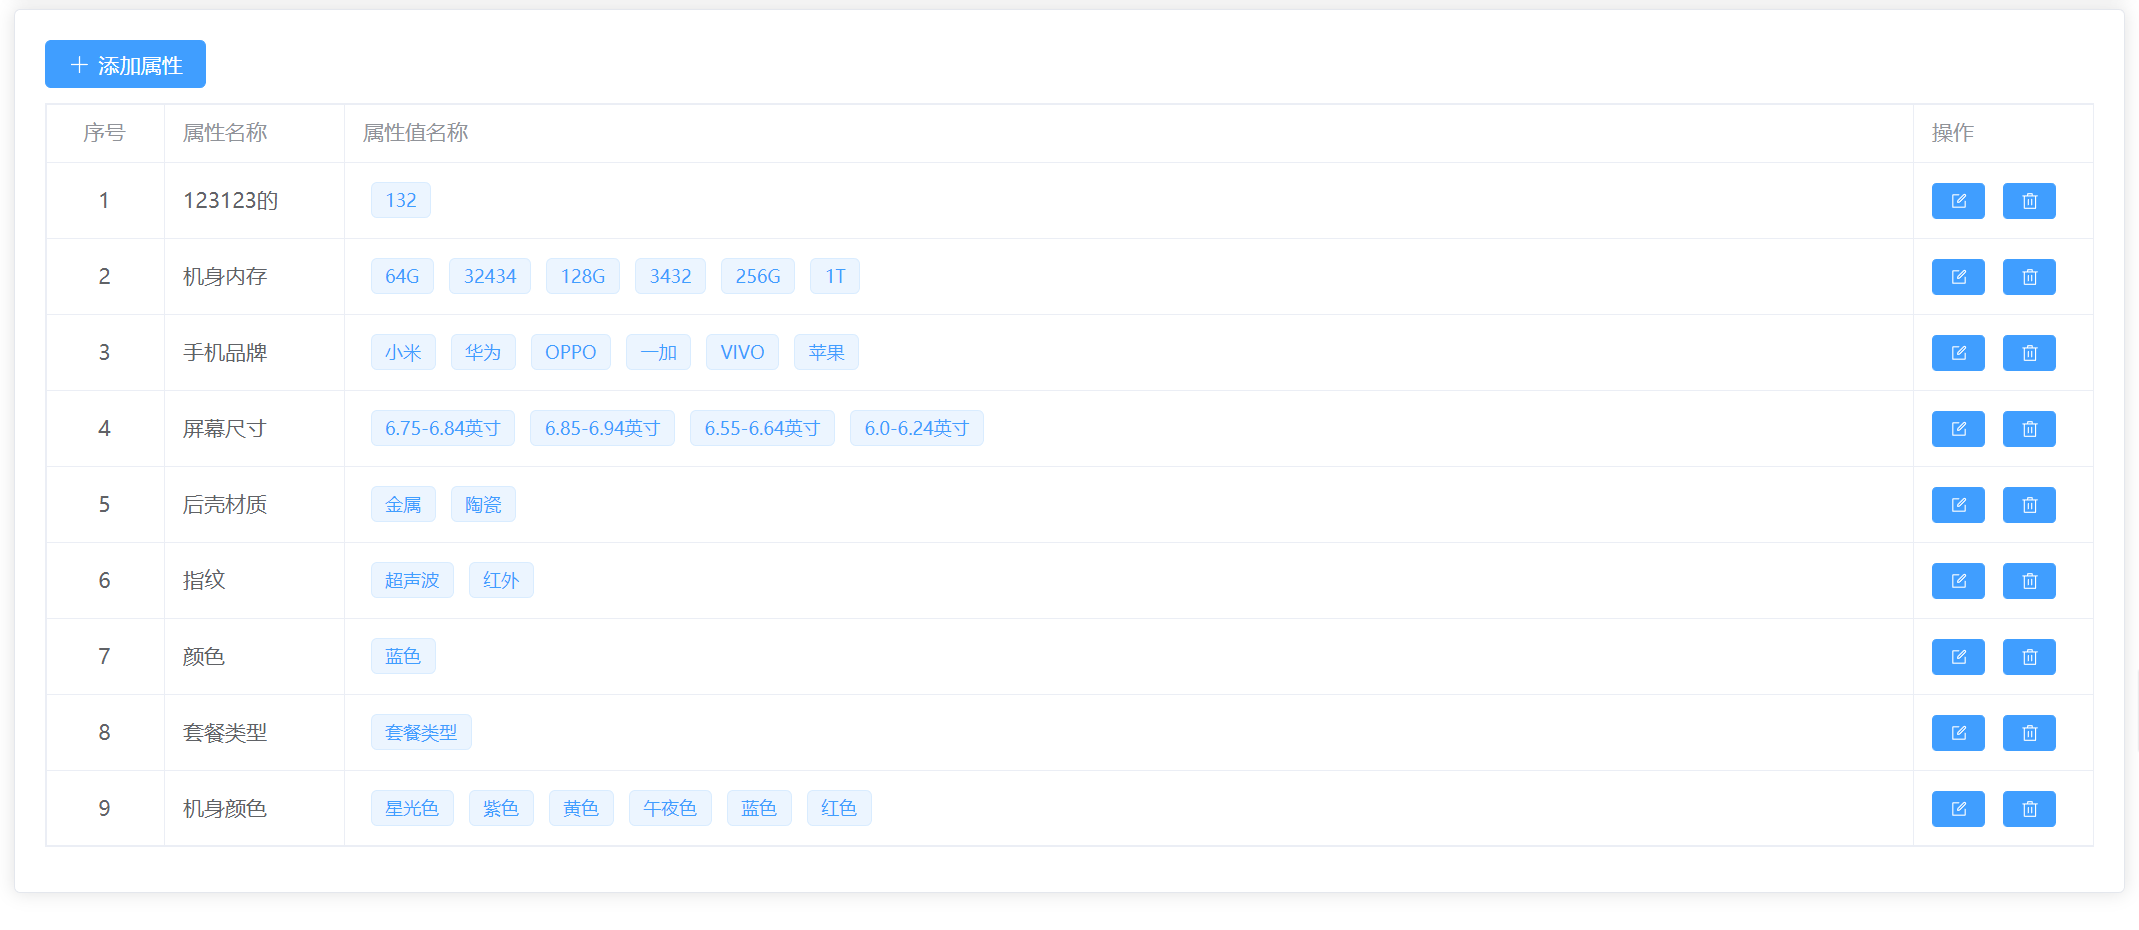 添加属性
序号 属性名称 属性值名称 操作
1 123123的 132
2 机身内存 64G 32434 128G 3432 256G 1T
3 手机品牌 小米 华为 OPPO 一加 VIVO 苹果
4 屏幕尺寸 6.75-6.84英寸 6.85-6.94英寸 6.55-6.64英寸 6.0-6.24英寸
5 后壳材质 金属 陶瓷
6 指纹 超声波 红外
7 颜色 蓝色
8 套餐类型 套餐类型
9 机身颜色 星光色 紫色 黄色 午夜色 蓝色 红色